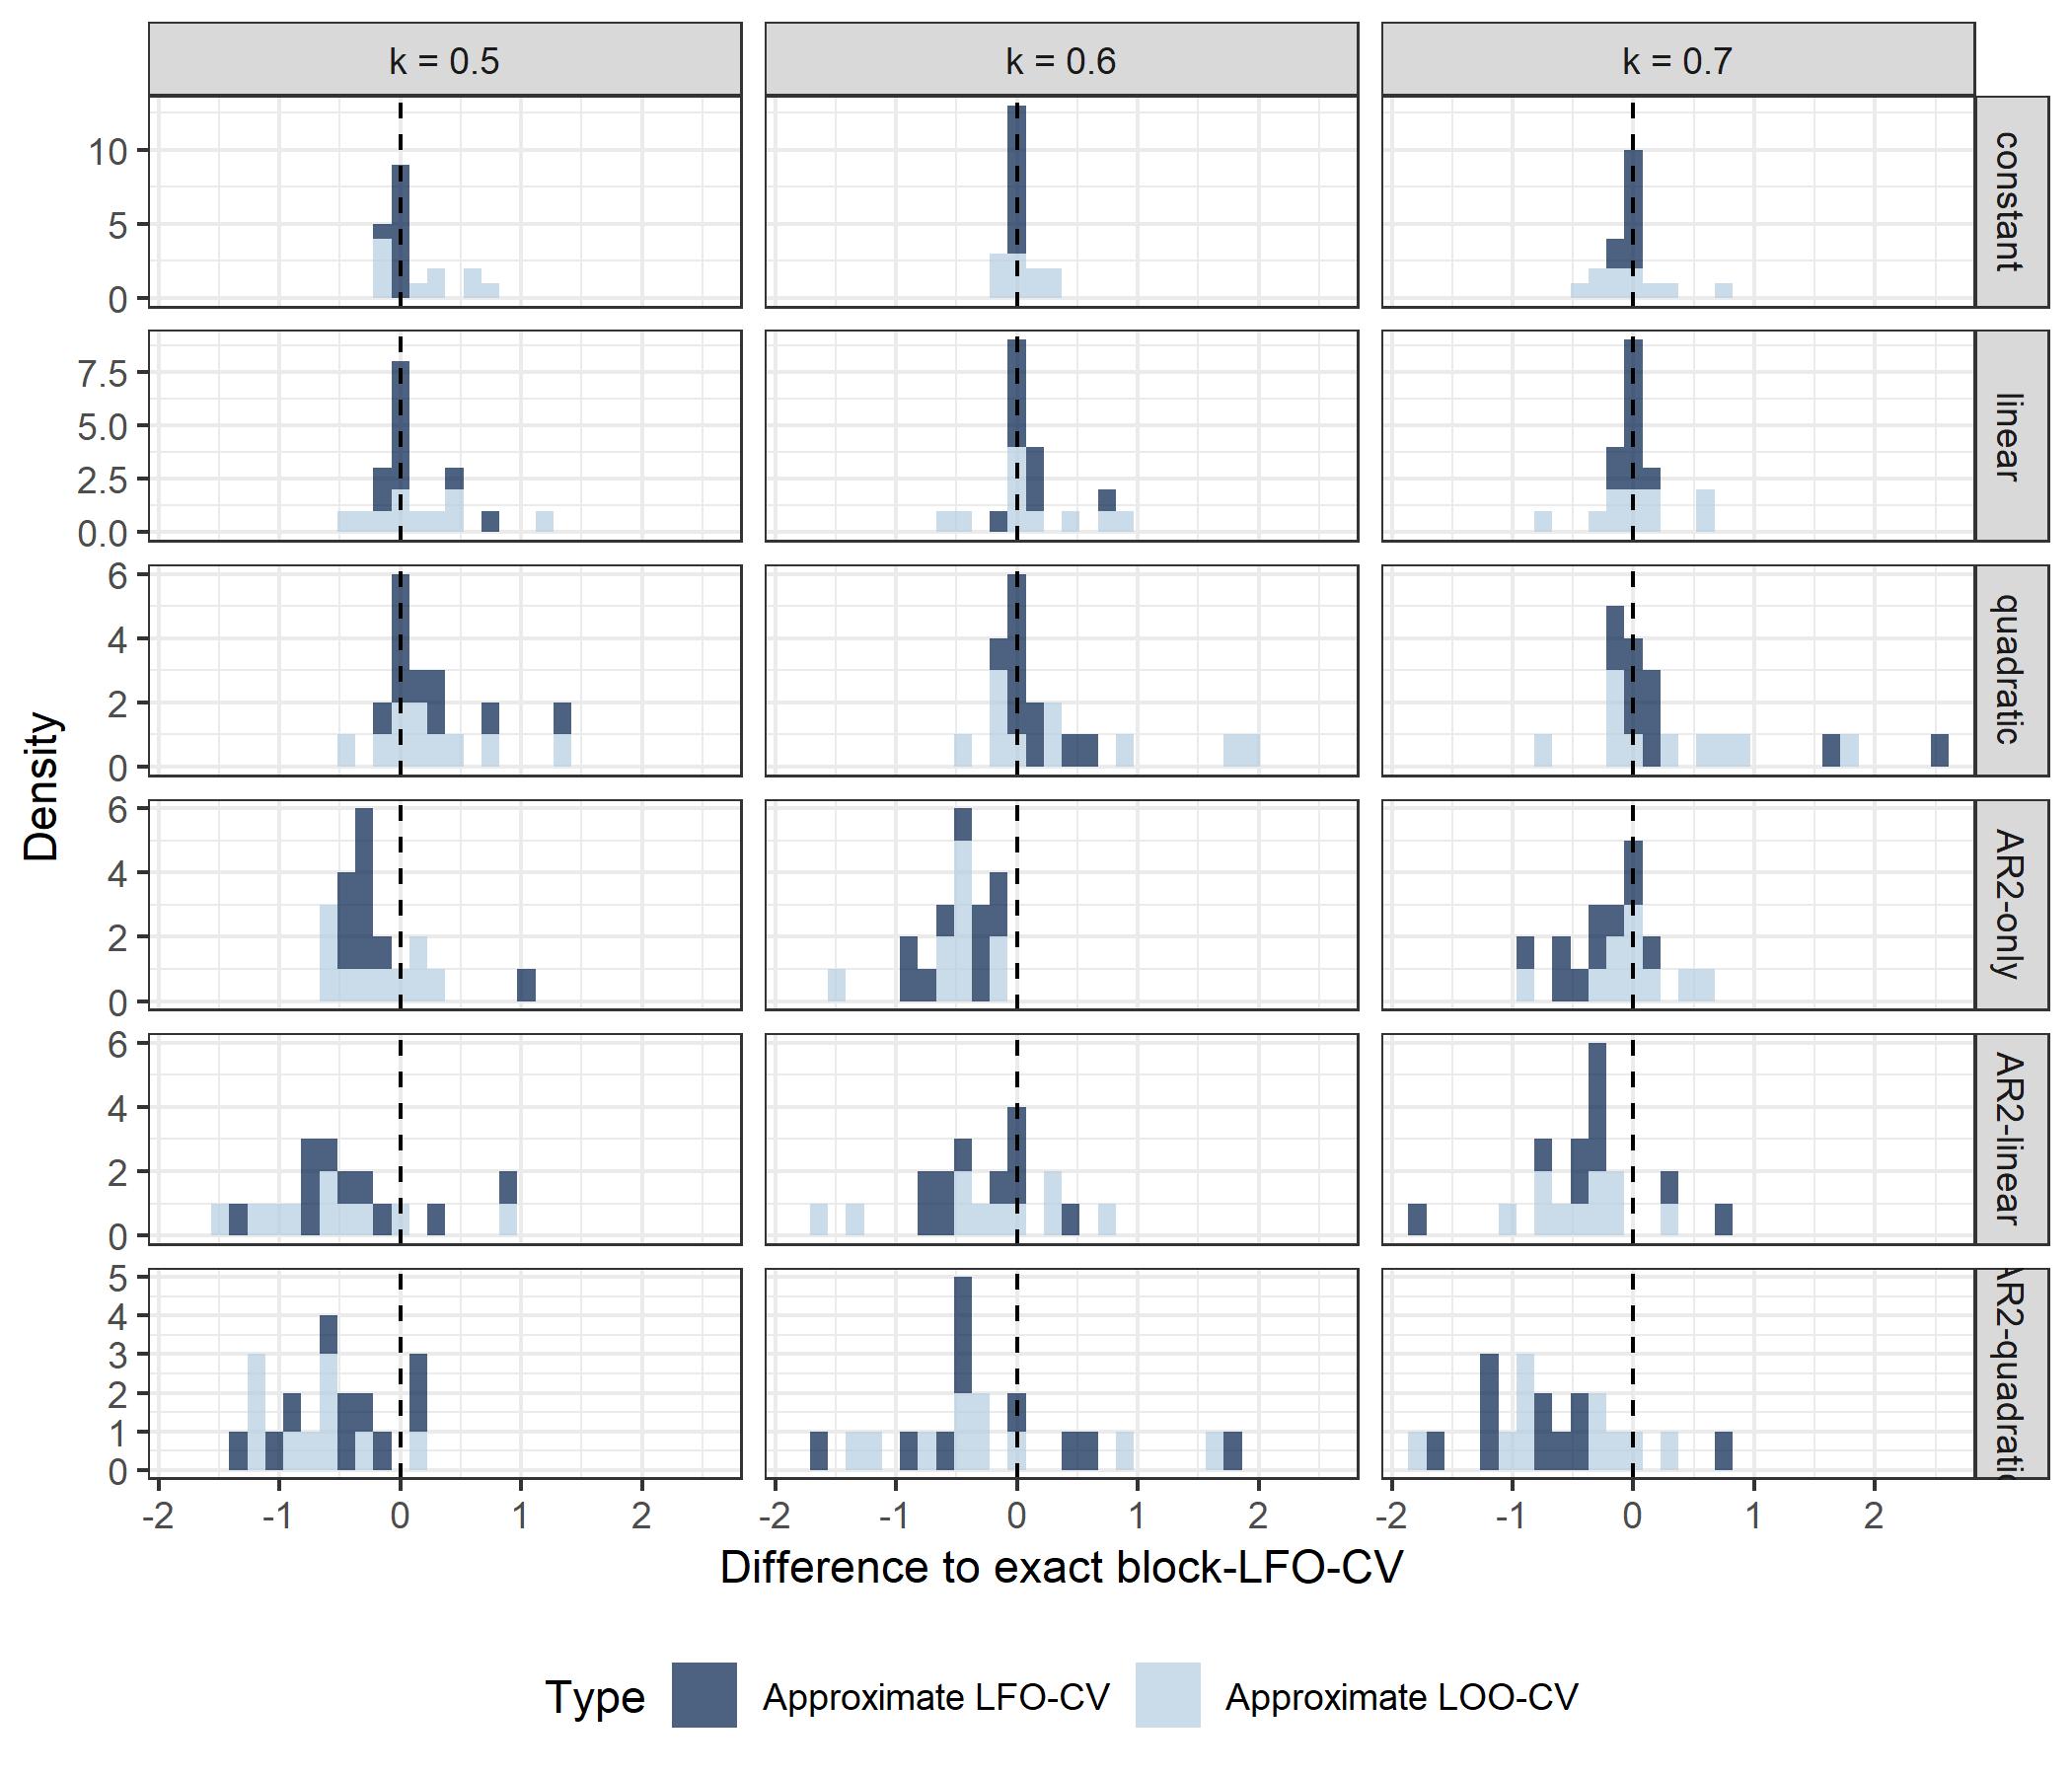 k = 0.5
k = 0.6
k = 0.7
10
5
0
constant
7.5
5.0
2.5
0.0
linear
6
4
2
0
quadratic
6
4
2
0
AR2-only
6
4
2
0
AR2-linear
5
4
3
2
1
0
AR2-quadratic
-2 -1 0 1 2
-2 -1 0 1 2
-2 -1 0 1 2
Density
Difference to exact block-LFO-CV
Type
Approximate LFO-CV
Approximate LOO-CV